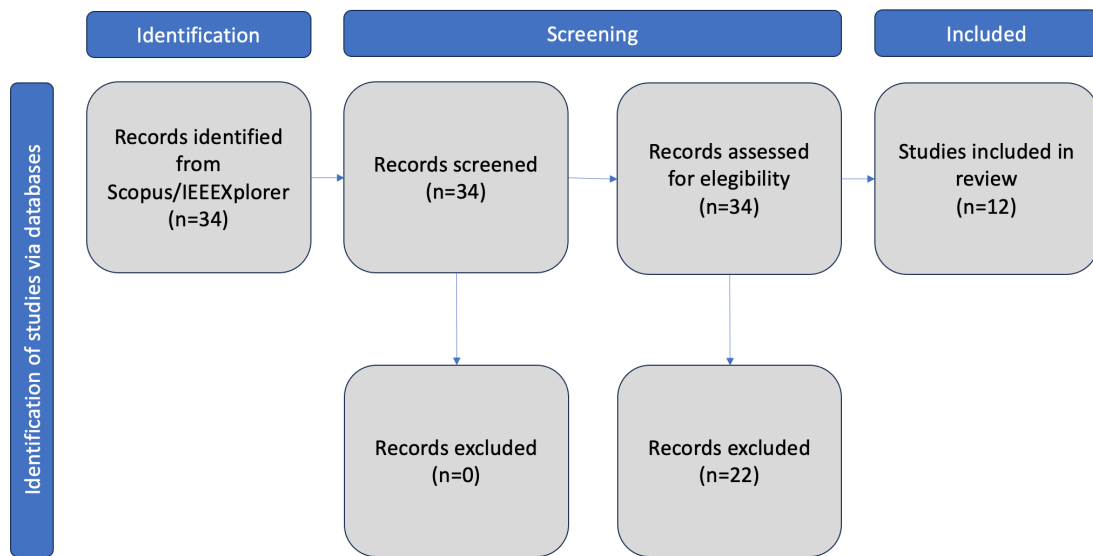 Identification
Screening
Included
Identification of studies via databases
Records identified
from
Scopus/IEEEXplorer
(n=34)
Records screened
(n=34)
Records assessed
for elegibility
(n=34)
Studies included in
review
(n=12)
Records excluded
(n=0)
Records excluded
(n=22)